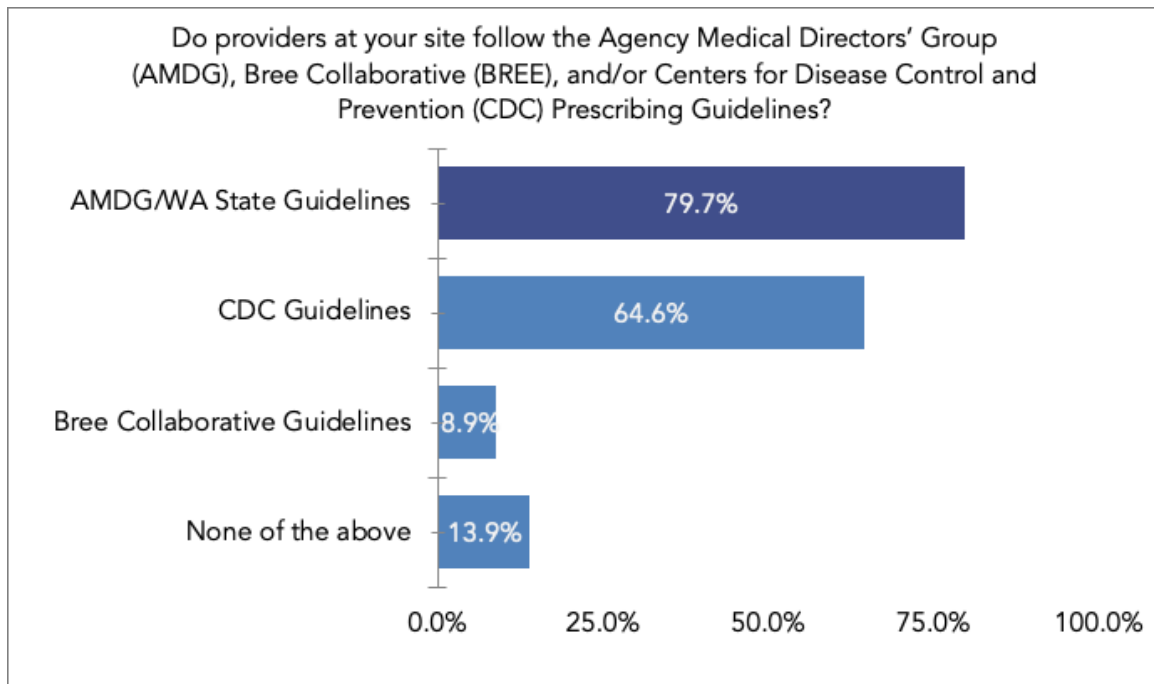 Do providers at your site follow the Agency Medical Directors’ Group
(AMDG), Bree Collaborative (BREE), and/or Centers for Disease Control and
Prevention (CDC) Prescribing Guidelines?
AMDG/WA State Guidelines
79.7%
CDC Guidelines
64.6%
Bree Collaborative Guidelines
8.9%
None of the above
13.9%
0.0% 25.0% 50.0% 75.0% 100.0%